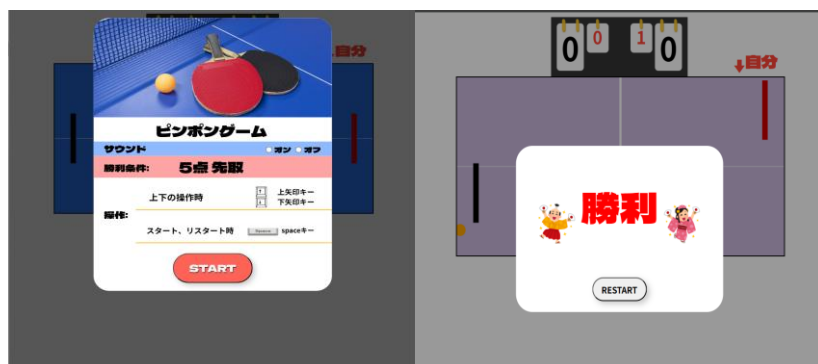 ↓自分
ピンポンゲーム
サウンド
オン オフ
勝利条件: 5点 先取
操作:
上下の操作時
上矢印キー
下矢印キー
スタート、リスタート時
spaceキー
START
0 0 1 0
↓自分
勝利
RESTART